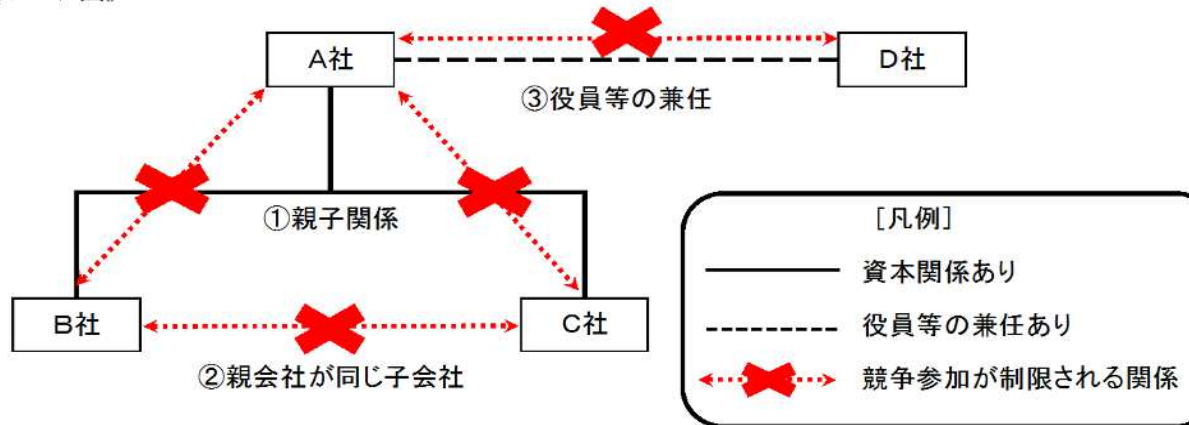 A社
D社
③役員等の兼任
①親子関係
B社
C社
②親会社が同じ子会社
[凡例]
資本関係あり
役員等の兼任あり
競争参加が制限される関係